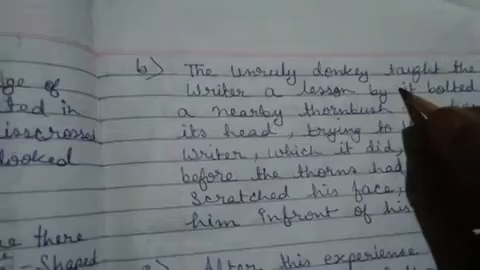 b) The unruly donkey taught the
dge of
Writer a lesson by it bolted
ted in
a nearby thornbush
isscrossed
its head, trying to
looked
Writer, which it did,
before the thorns had
Scratched his face,
him infront of his
there
Shaped
After this experience